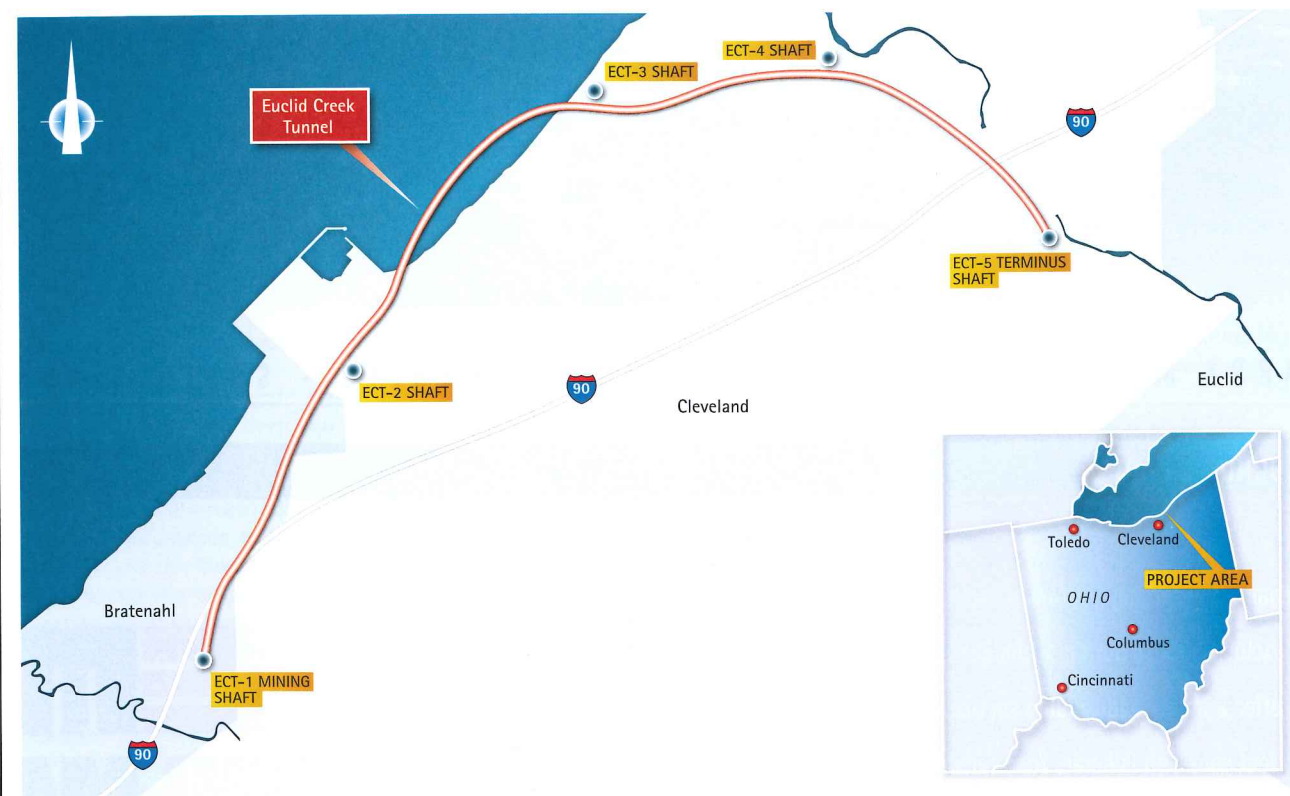 ECT-4 SHAFT
ECT-3 SHAFT
Euclid Creek
Tunnel
90
ECT-5 TERMINUS
SHAFT
ECT-2 SHAFT
90
Cleveland
Euclid
Bratenahl
ECT-1 MINING
SHAFT
90
Toledo
Cleveland
PROJECT AREA
OHIO
Columbus
Cincinnati